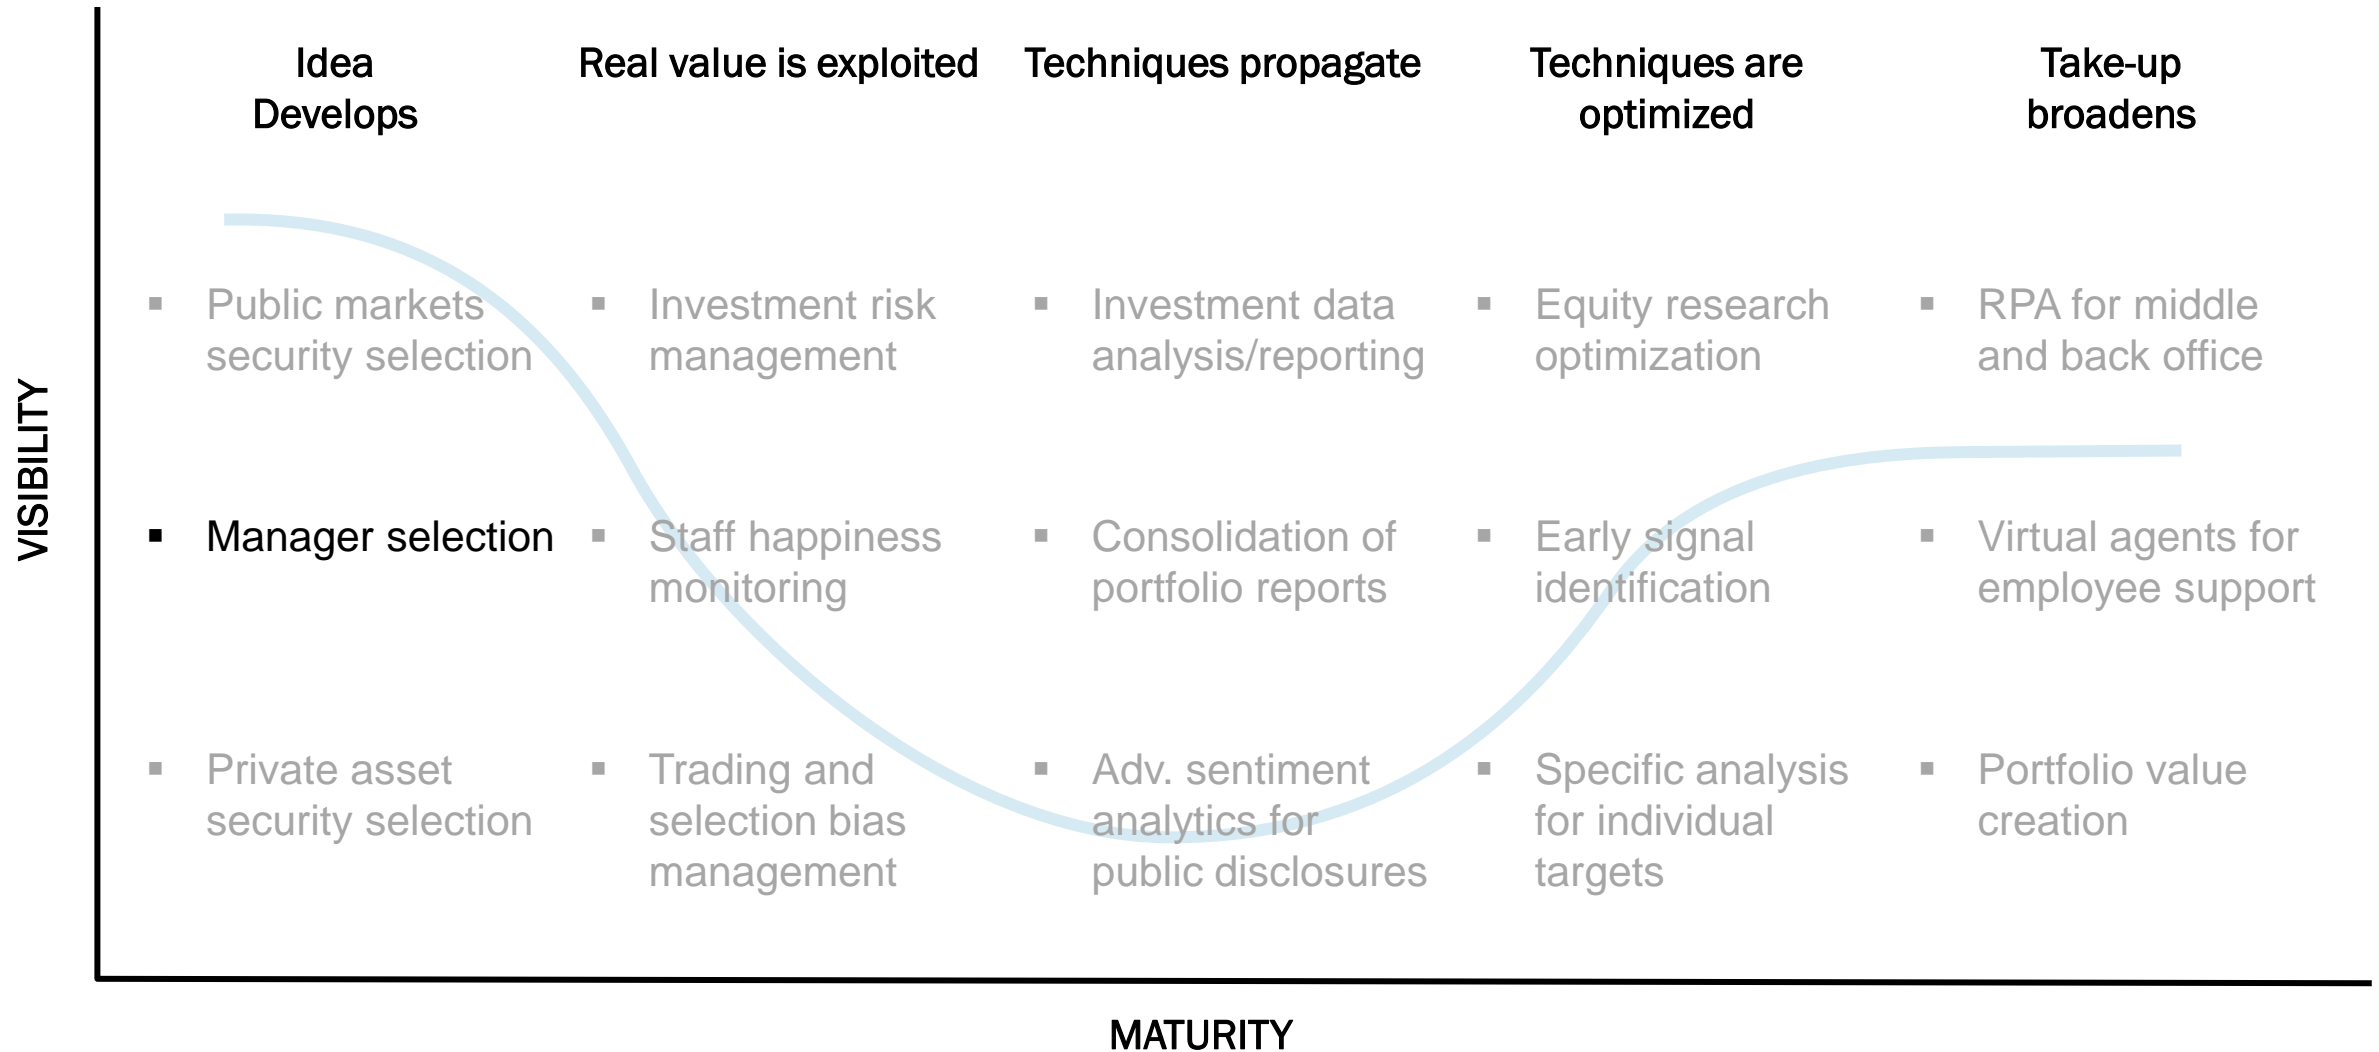 Idea
Develops
Real value is exploited
Techniques propagate
Techniques are
optimized
Take-up
broadens
VISIBILITY
▪ Public markets
security selection
▪ Manager selection
▪ Private asset
security selection
▪ Investment risk
management
▪ Staff happiness
monitoring
▪ Trading and
selection bias
management
▪ Investment data
analysis/reporting
▪ Consolidation of
portfolio reports
▪ Adv. sentiment
analytics for
public disclosures
▪ Equity research
optimization
▪ Early signal
identification
▪ Specific analysis
for individual
targets
▪ RPA for middle
and back office
▪ Virtual agents for
employee support
▪ Portfolio value
creation
MATURITY